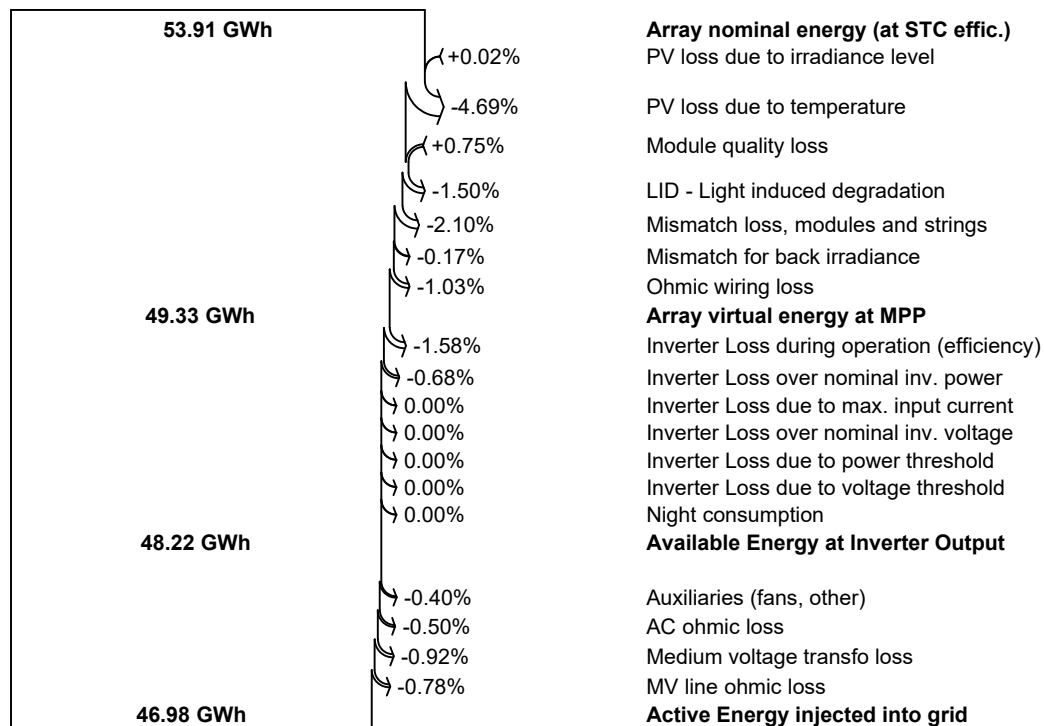 53.91 GWh Array nominal energy (at STC effic.)
+0.02% PV loss due to irradiance level
-4.69% PV loss due to temperature
+0.75% Module quality loss
-1.50% LID - Light induced degradation
-2.10% Mismatch loss, modules and strings
-0.17% Mismatch for back irradiance
-1.03% Ohmic wiring loss
49.33 GWh Array virtual energy at MPP
-1.58% Inverter Loss during operation (efficiency)
-0.68% Inverter Loss over nominal inv. power
0.00% Inverter Loss due to max. input current
0.00% Inverter Loss over nominal inv. voltage
0.00% Inverter Loss due to power threshold
0.00% Inverter Loss due to voltage threshold
0.00% Night consumption
48.22 GWh Available Energy at Inverter Output
-0.40% Auxiliaries (fans, other)
-0.50% AC ohmic loss
-0.92% Medium voltage transfo loss
-0.78% MV line ohmic loss
46.98 GWh Active Energy injected into grid